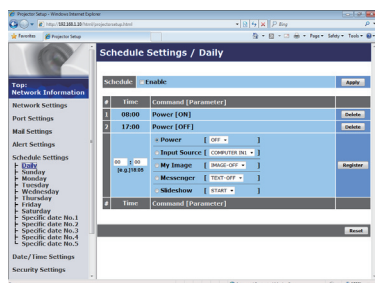 Projector Setup - Windows Internet Explorer
http://192.168.1.10/html/projectorsetup.html
Bing
Favorites Projector Setup
Page Safety Tools
Top:
Network Information
Network Settings
Port Settings
Mail Settings
Alert Settings
Schedule Settings
Daily
Sunday
Monday
Tuesday
Wednesday
Thursday
Friday
Saturday
Specific date No.1
Specific date No.2
Specific date No.3
Specific date No.4
Specific date No.5
Date/Time Settings
Security Settings
Schedule Settings / Daily
Schedule Enable Apply
# Time Command [Parameter]
1 08:00 Power [ON] Delete
2 17:00 Power [OFF] Delete
00 : 00
[e.g.]18:05
Power [ OFF ]
Input Source [ COMPUTER IN1 ]
My Image [ IMAGE-OFF ]
Messenger [ TEXT-OFF ]
Slideshow [ START ]
Register
# Time Command [Parameter]
Reset